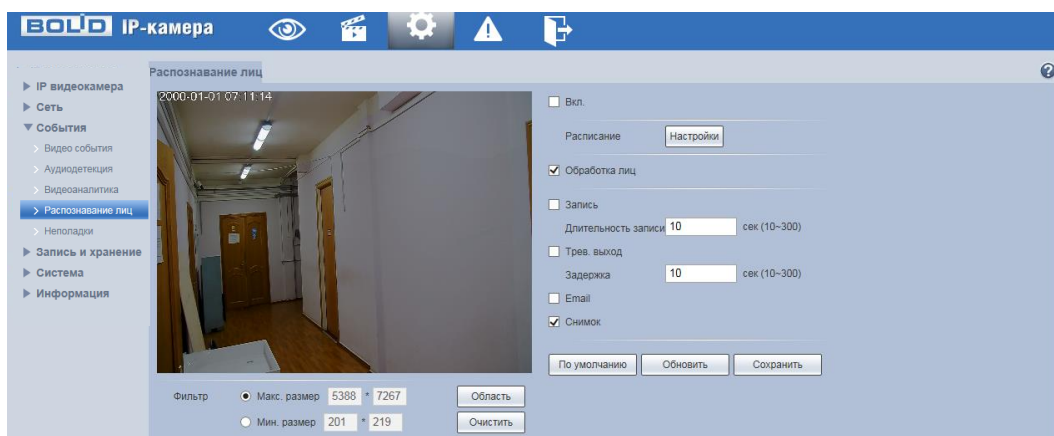 BOLID IP-камера
Распознавание лиц
IP видеокамера
Сеть
События
Видео события
Аудиодетекция
Видеоаналитика
Распознавание лиц
Неполадки
Запись и хранение
Система
Информация
2000-01-01 07:11:14
Вкл.
Расписание Настройки
Обработка лиц
Запись
Длительность записи 10 сек (10~300)
Трев. выход
Задержка 10 сек (10~300)
Email
Снимок
По умолчанию Обновить Сохранить
Фильтр Макс. размер 5388 * 7267 Область
Мин. размер 201 * 219 Очистить